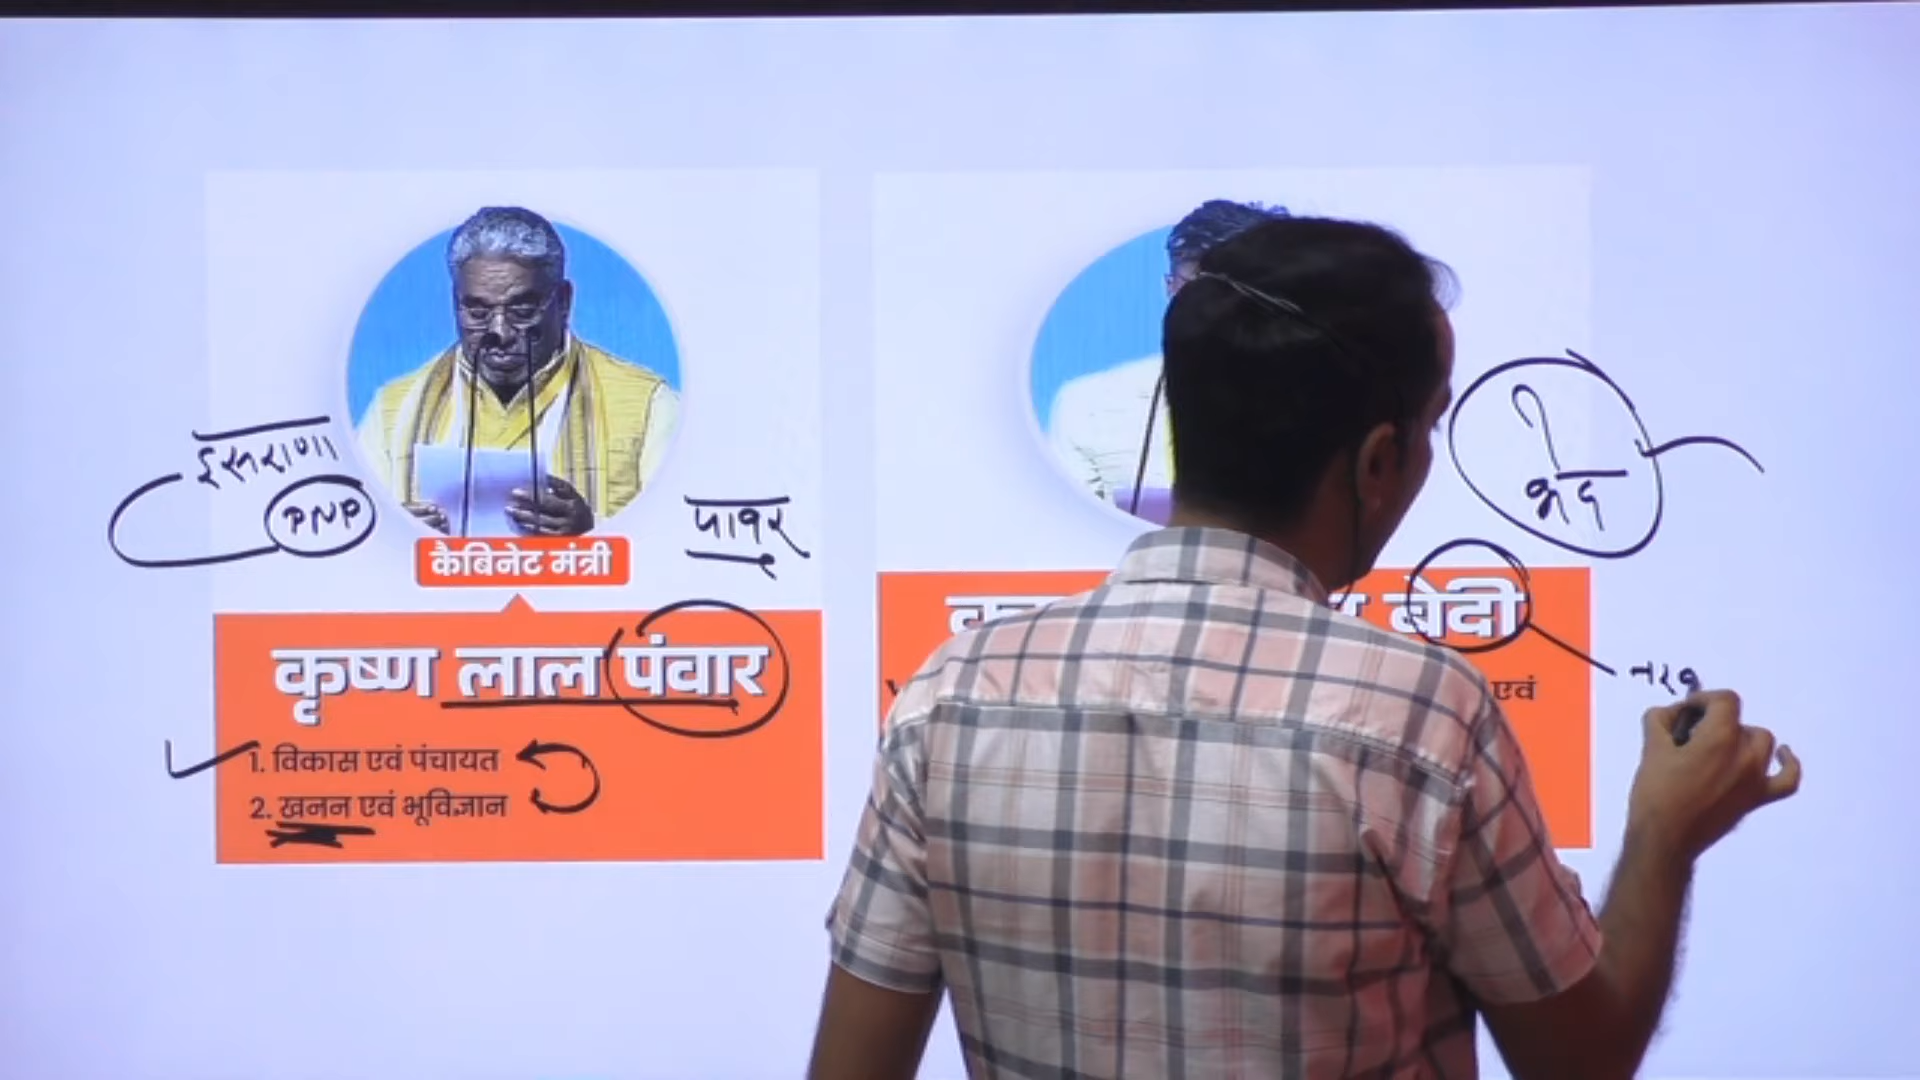 इसराणा
PNP
पावर
कैबिनेट मंत्री
कृष्ण लाल पंवार
1. विकास एवं पंचायत
2. खनन एवं भूविज्ञान
बेदी
एवं